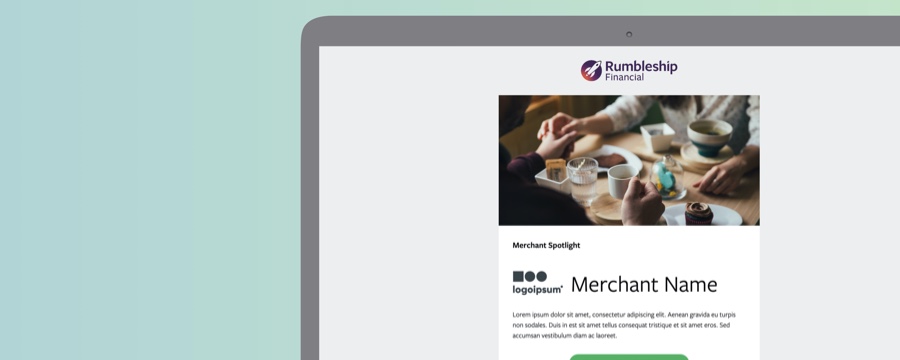 Rumbleship
Financial
Merchant Spotlight
logoipsum
Merchant Name
Lorem ipsum dolor sit amet, consectetur adipiscing elit. Aenean gravida eu turpis
non sodales. Duis in est sit amet tellus consequat tristique et sit amet eros. Sed
accumsan vestibulum diam ac laoreet.